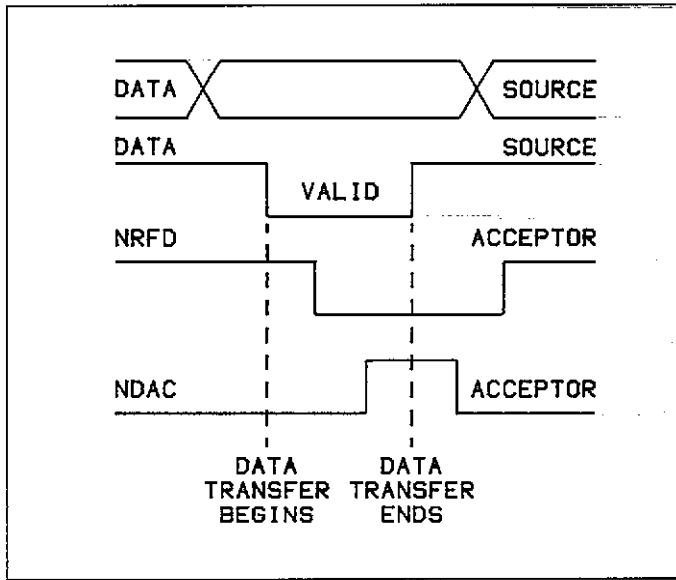 DATA SOURCE
DATA SOURCE
VALID
NRFD ACCEPTOR
NDAC ACCEPTOR
DATA DATA
TRANSFER TRANSFER
BEGINS ENDS